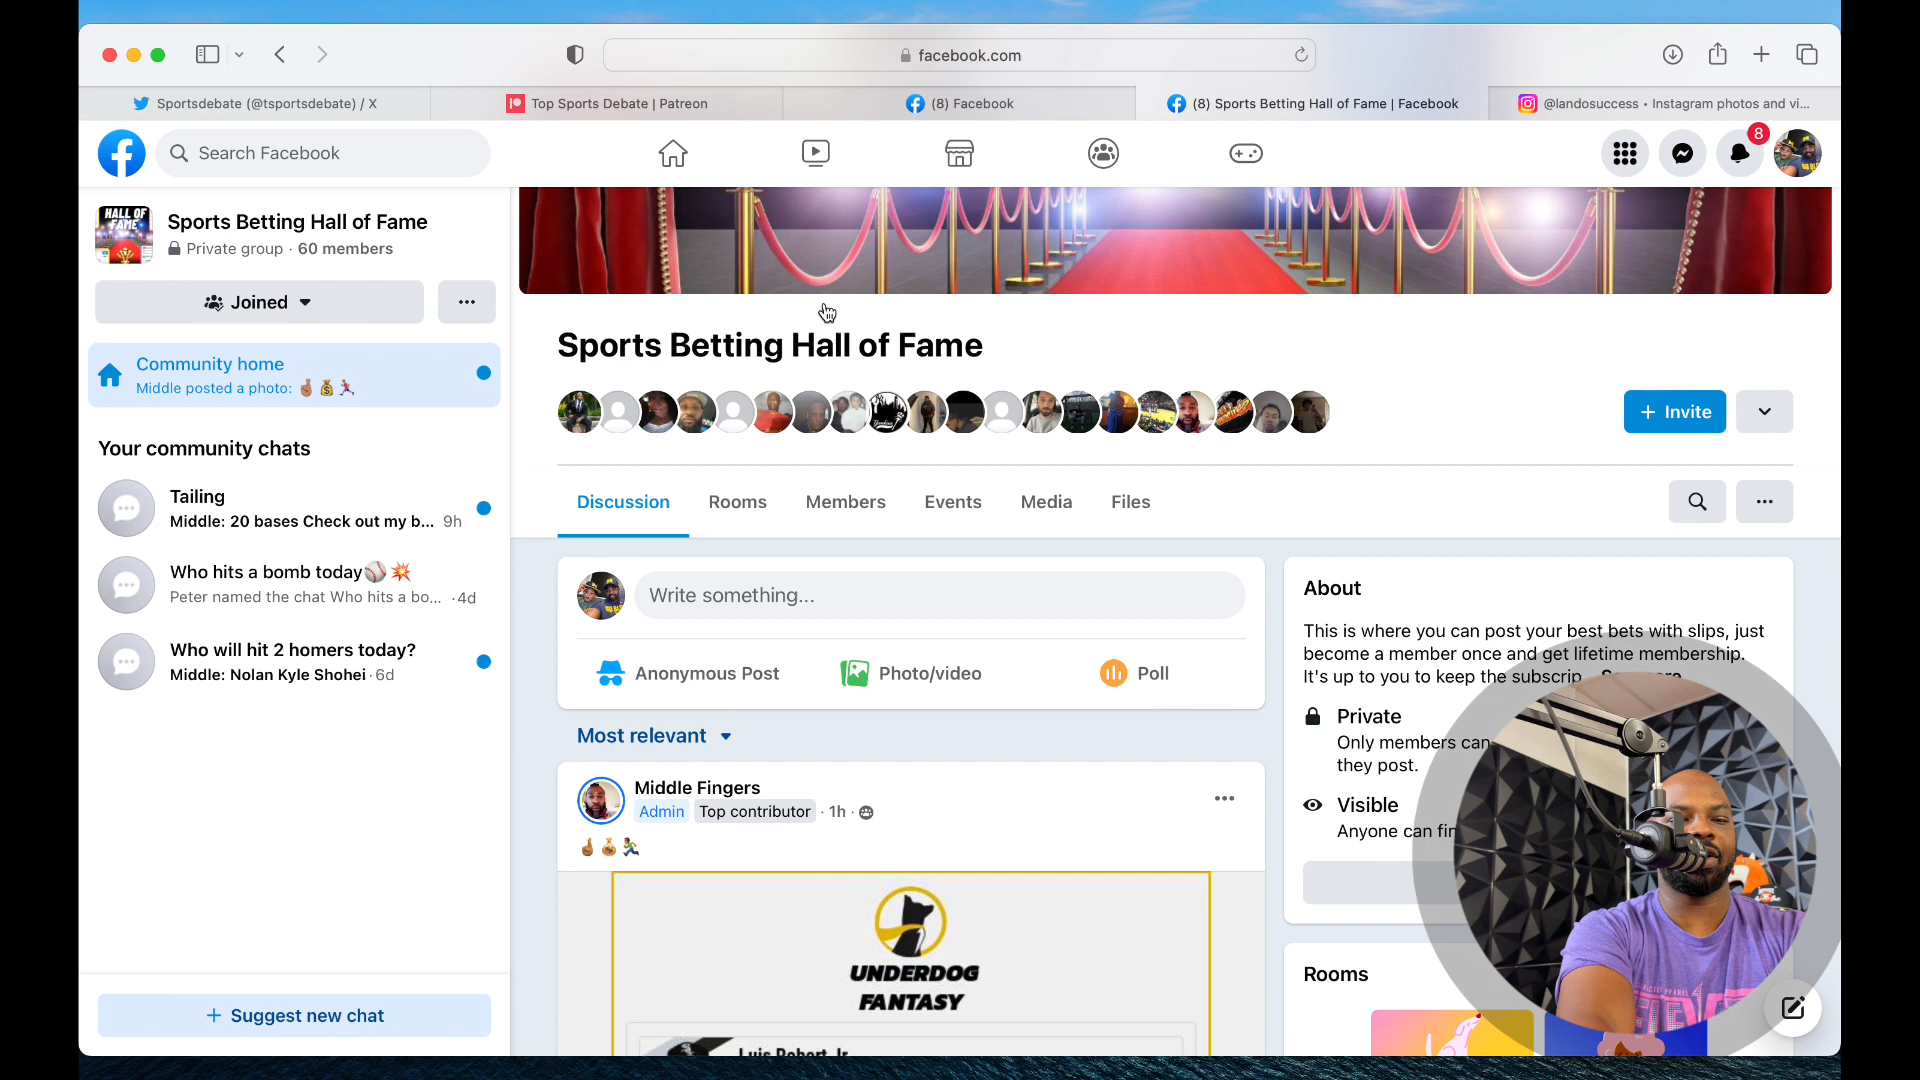 facebook.com
Sportsdebate (@tsportsdebate) / X
Top Sports Debate | Patreon
(8) Facebook
(8) Sports Betting Hall of Fame | Facebook
@landosuccess • Instagram photos and vi...
Search Facebook
8
HALL OF
FAME
Sports Betting Hall of Fame
Private group · 60 members
Joined
Community home
Middle posted a photo:
Your community chats
Tailing
Middle: 20 bases Check out my b... 9h
Who hits a bomb today
Peter named the chat Who hits a bo... · 4d
Who will hit 2 homers today?
Middle: Nolan Kyle Shohei · 6d
+ Suggest new chat
Sports Betting Hall of Fame
+ Invite
Discussion
Rooms
Members
Events
Media
Files
Write something...
Anonymous Post
Photo/video
Poll
Most relevant
Middle Fingers
Admin Top contributor · 1h ·
UNDERDOG
FANTASY
Luis Robert Jr
About
This is where you can post your best bets with slips, just
become a member once and get lifetime membership.
It's up to you to keep the subscrip...
Private
Only members can
they post.
Visible
Anyone can fin
Rooms